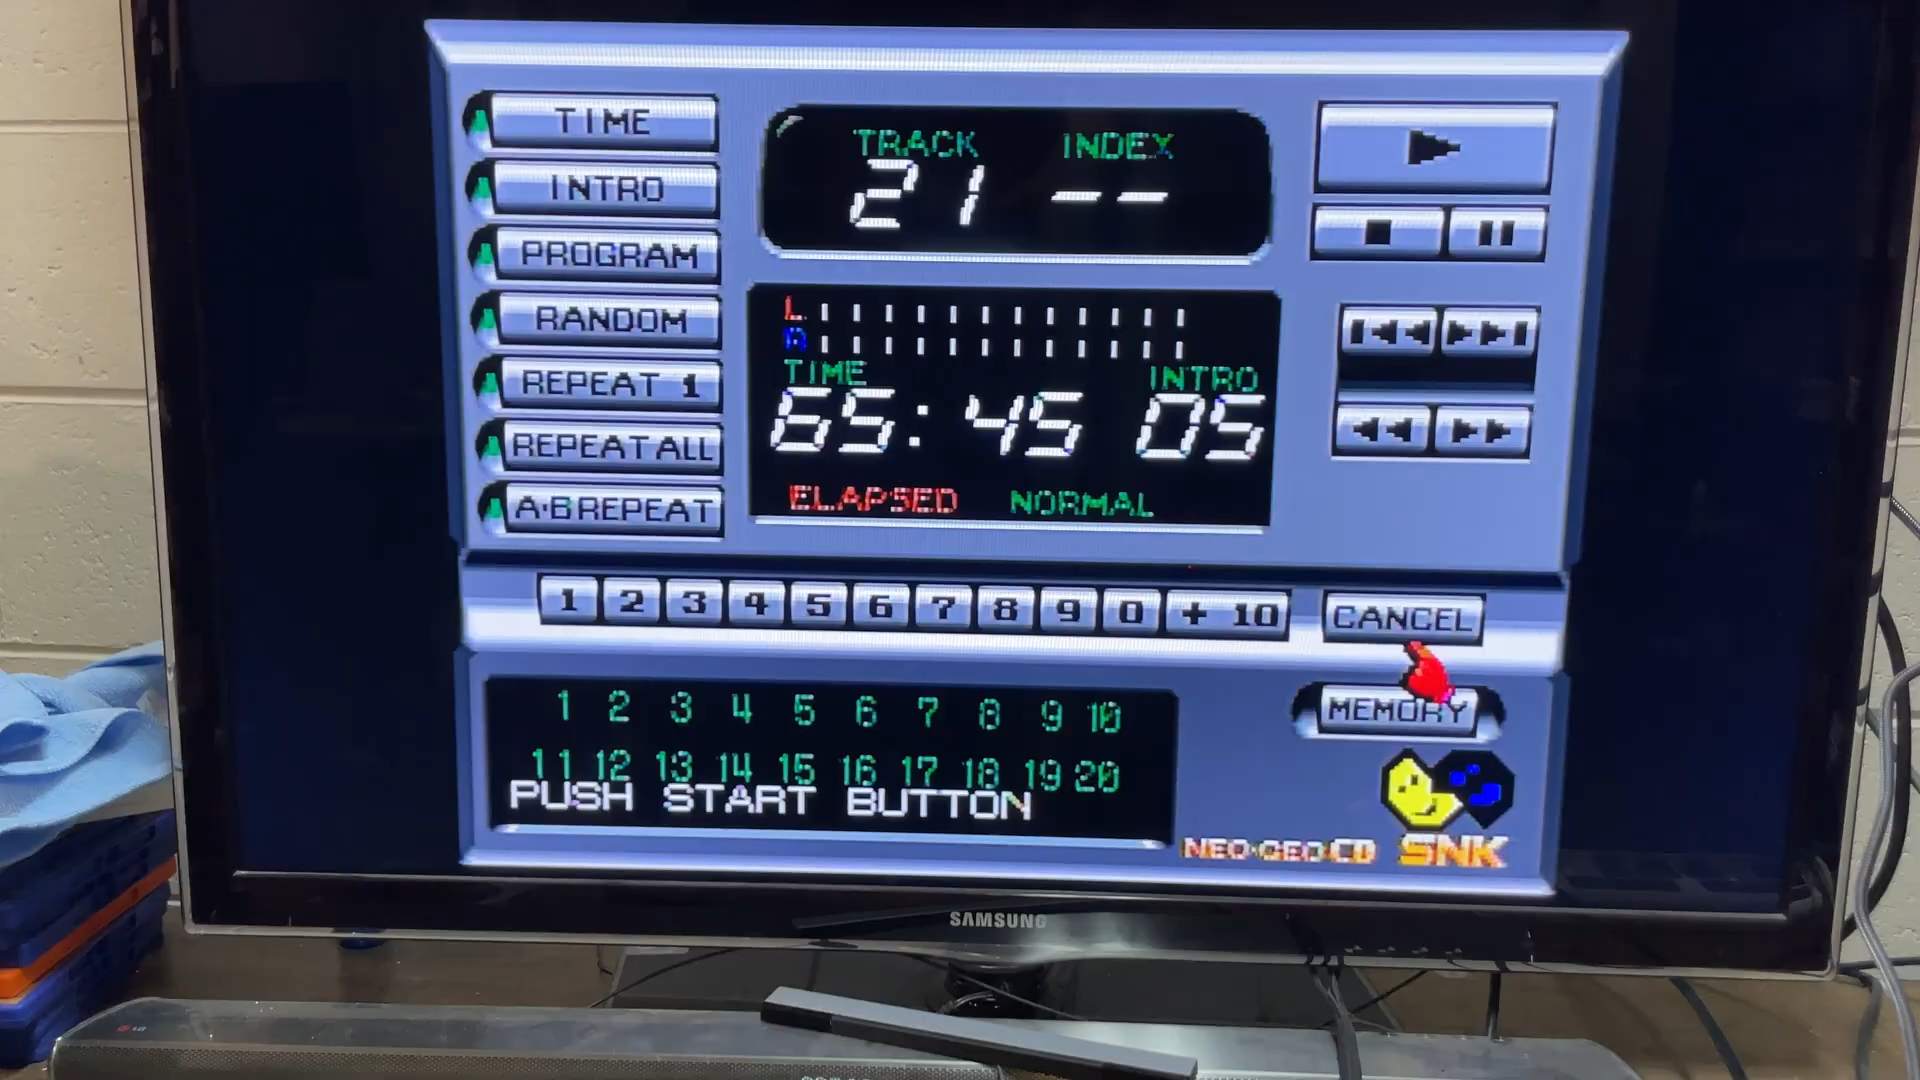 TIME
INTRO
PROGRAM
RANDOM
REPEAT 1
REPEAT ALL
A·B REPEAT
TRACK INDEX
21 --
L
R
TIME INTRO
65:45 05
ELAPSED NORMAL
1 2 3 4 5 6 7 8 9 0 + 10
CANCEL
MEMORY
1 2 3 4 5 6 7 8 9 10
11 12 13 14 15 16 17 18 19 20
PUSH START BUTTON
NEO·GEO CD SNK
SAMSUNG
LG